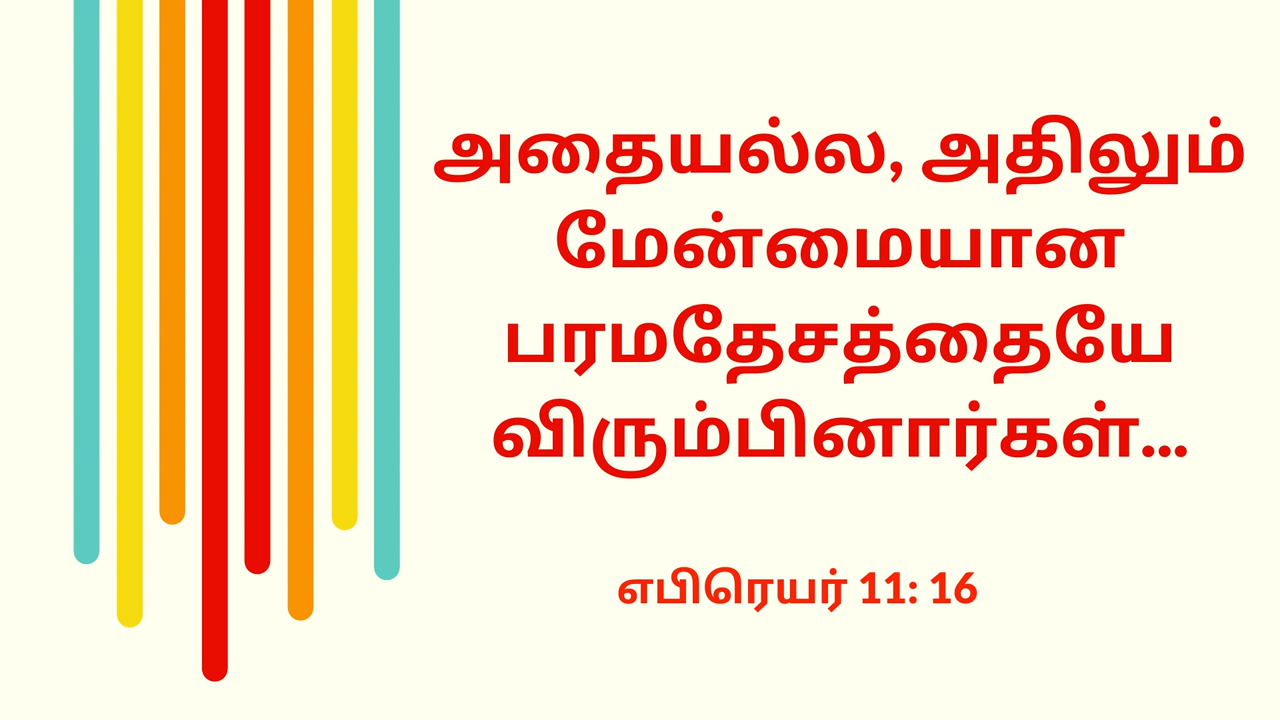 அதையல்ல, அதிலும்
மேன்மையான
பரமதேசத்தையே
விரும்பினார்கள்...
எபிரெயர் 11: 16